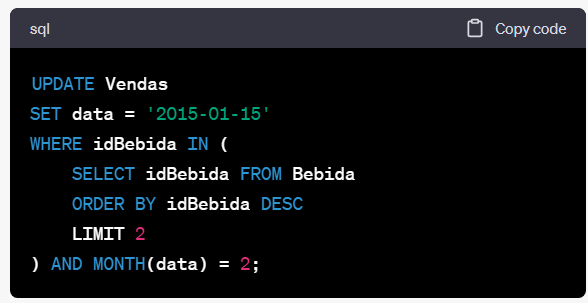 sql Copy code
UPDATE Vendas
SET data = '2015-01-15'
WHERE idBebida IN (
    SELECT idBebida FROM Bebida
    ORDER BY idBebida DESC
    LIMIT 2
) AND MONTH(data) = 2;